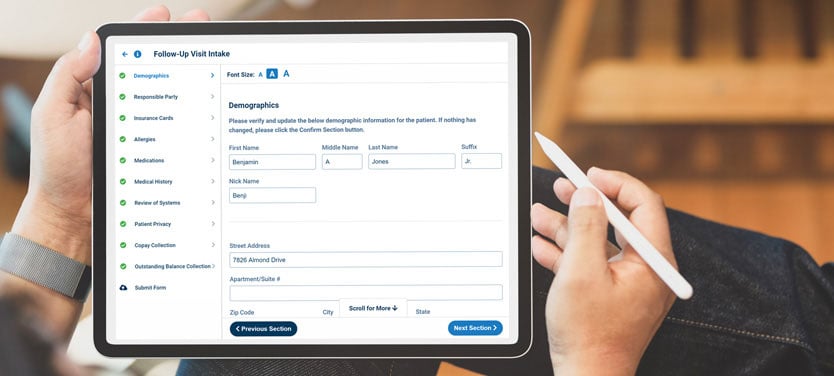 Follow-Up Visit Intake
Demographics
Responsible Party
Insurance Cards
Allergies
Medications
Medical History
Review of Systems
Patient Privacy
Copay Collection
Outstanding Balance Collection
Submit Form
Font Size: A A A
Demographics
Please verify and update the below demographic information for the patient. If nothing has
changed, please click the Confirm Section button.
First Name Middle Name Last Name Suffix
Benjamin A Jones Jr.
Nick Name
Benji
Street Address
7826 Almond Drive
Apartment/Suite #
Zip Code City State
Scroll for More
Previous Section Next Section